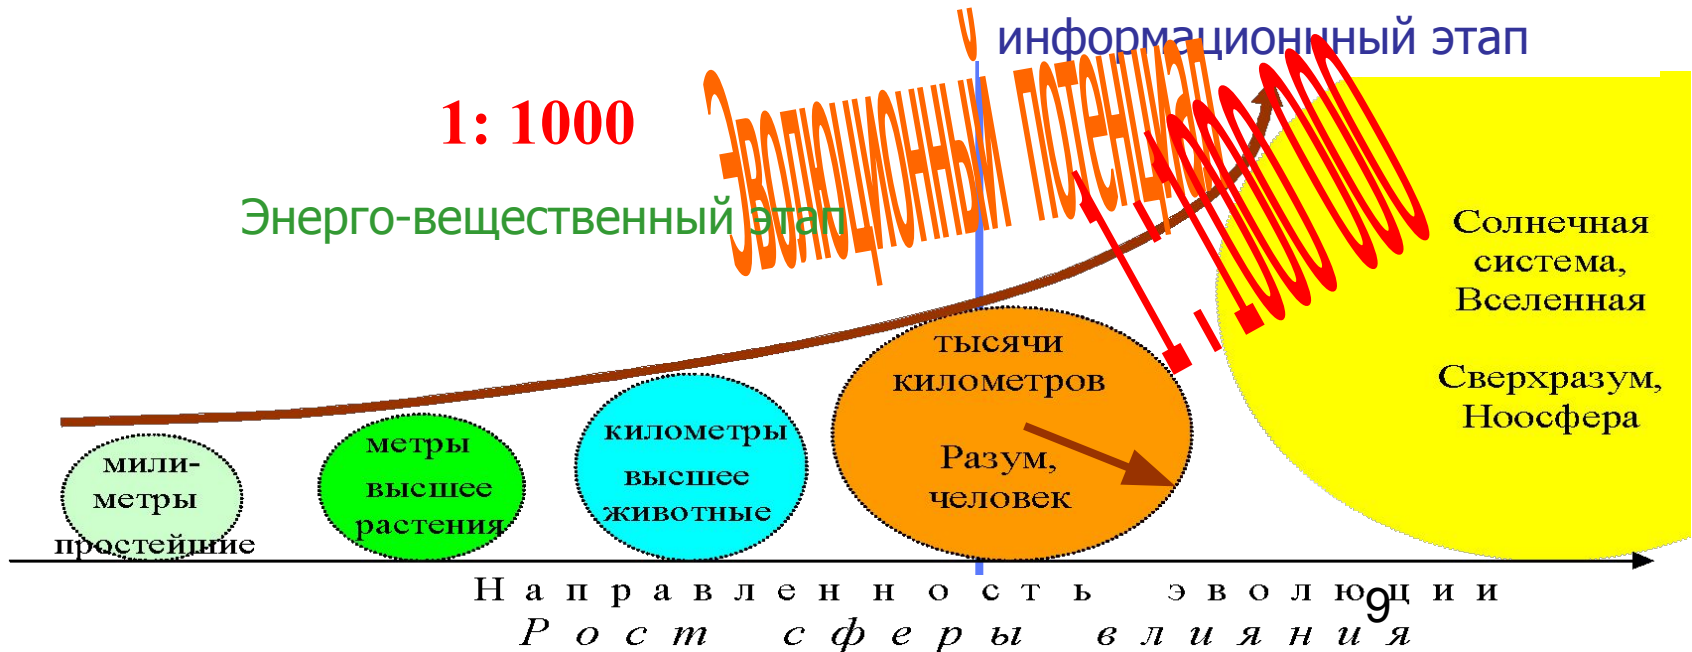 информационнный этап
Эволюционный потенциал
1: 1000
1: 1000 000
Энерго-вещественный этап
Солнечная
система,
Вселенная
Сверхразум,
Ноосфера
тысячи
километров
Разум,
человек
километры
высшее
животные
метры
высшее
растения
мили-
метры
простейшие
Направленность эволюции
9
Рост сферы влияния